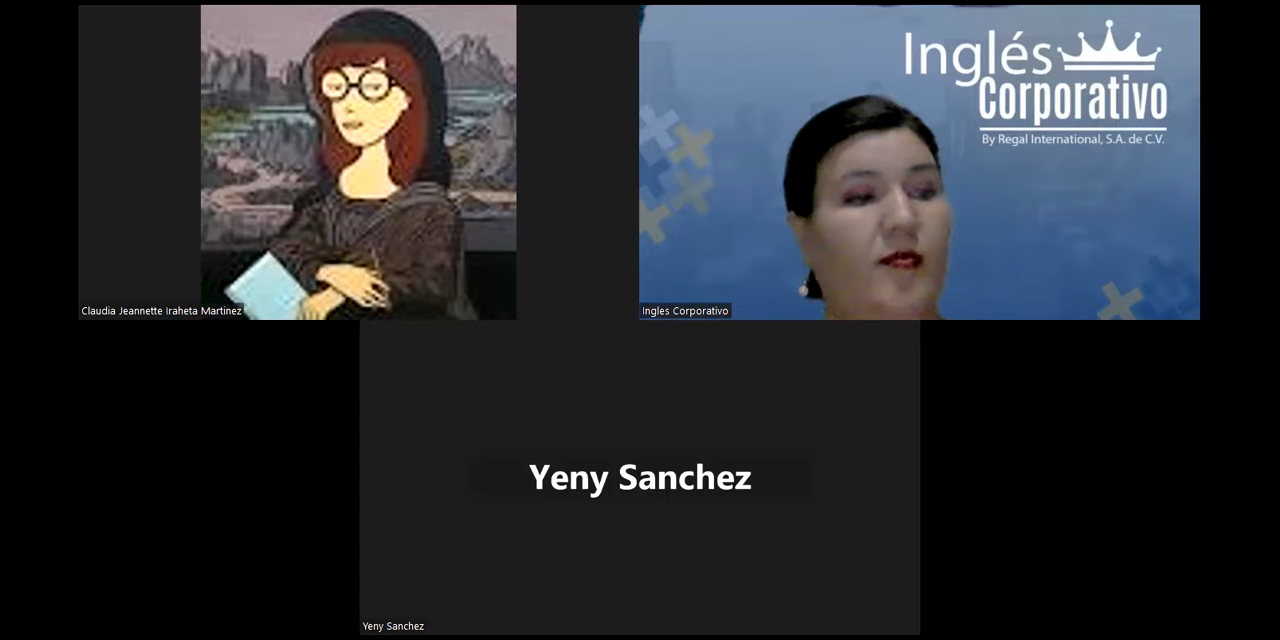 Inglés
Corporativo
By Regal International, S.A. de C.V.
Claudia Jeannette Iraheta Martinez
Ingles Corporativo
Yeny Sanchez
Yeny Sanchez